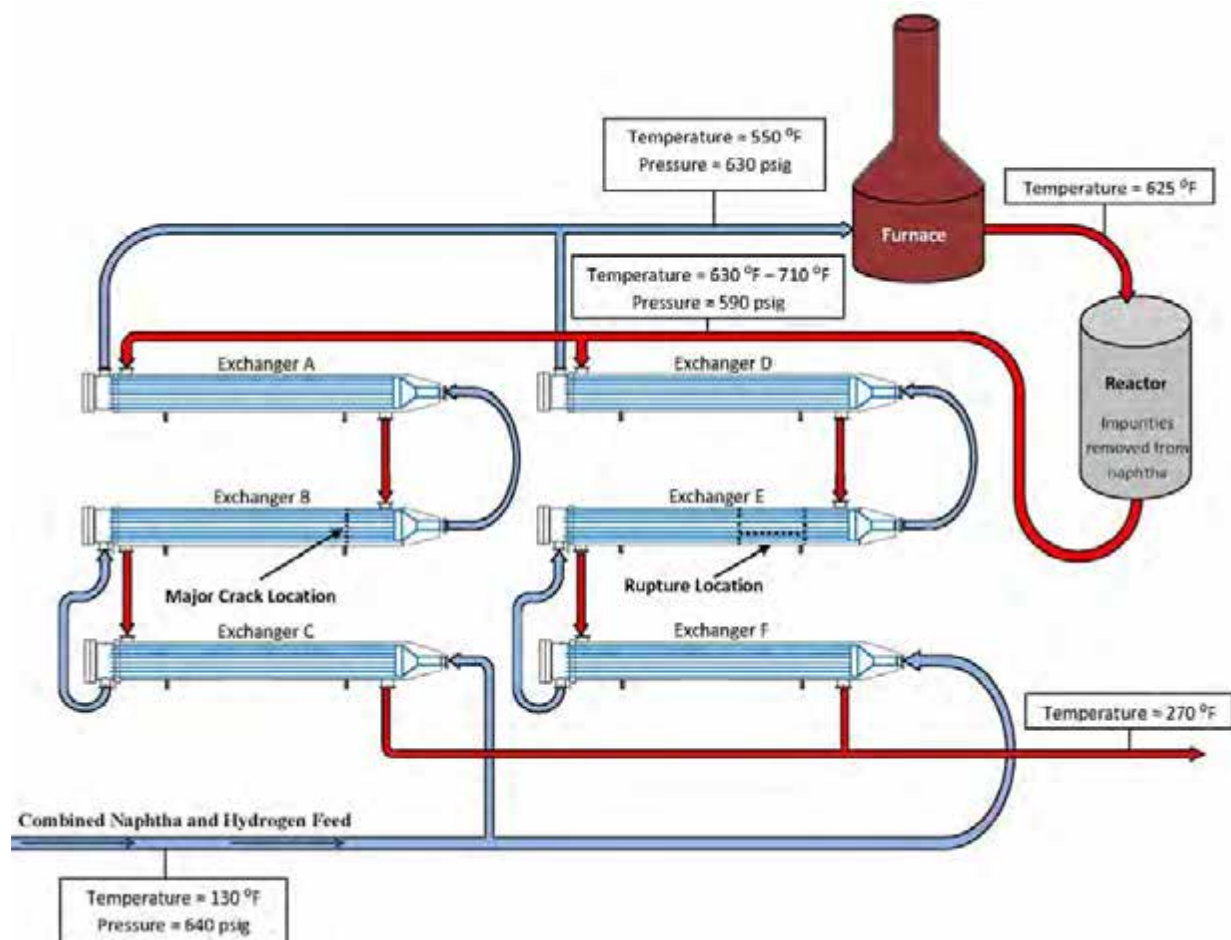 Temperature = 550 °F
Pressure = 630 psig
Temperature = 625 °F
Furnace
Temperature = 630 °F – 710 °F
Pressure = 590 psig
Exchanger A
Exchanger D
Reactor
Impurities
removed from
naphtha
Exchanger B
Exchanger E
Major Crack Location
Rupture Location
Exchanger C
Exchanger F
Temperature = 270 °F
Combined Naphtha and Hydrogen Feed
Temperature = 130 °F
Pressure = 640 psig